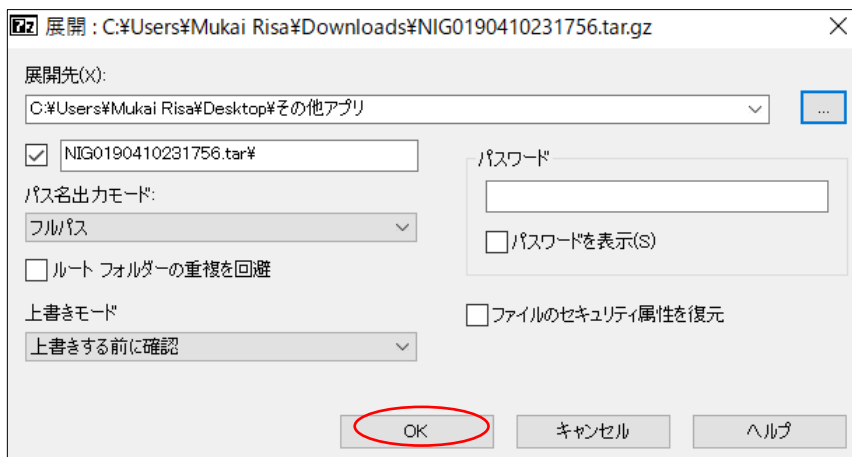 7z 展開 : C:¥Users¥Mukai Risa¥Downloads¥NIG0190410231756.tar.gz
展開先(X):
C:¥Users¥Mukai Risa¥Desktop¥その他アプリ
...
NIG0190410231756.tar¥
パスワード
パス名出力モード:
フルパス
パスワードを表示(S)
ルート フォルダーの重複を回避
上書きモード
ファイルのセキュリティ属性を復元
上書きする前に確認
OK キャンセル ヘルプ